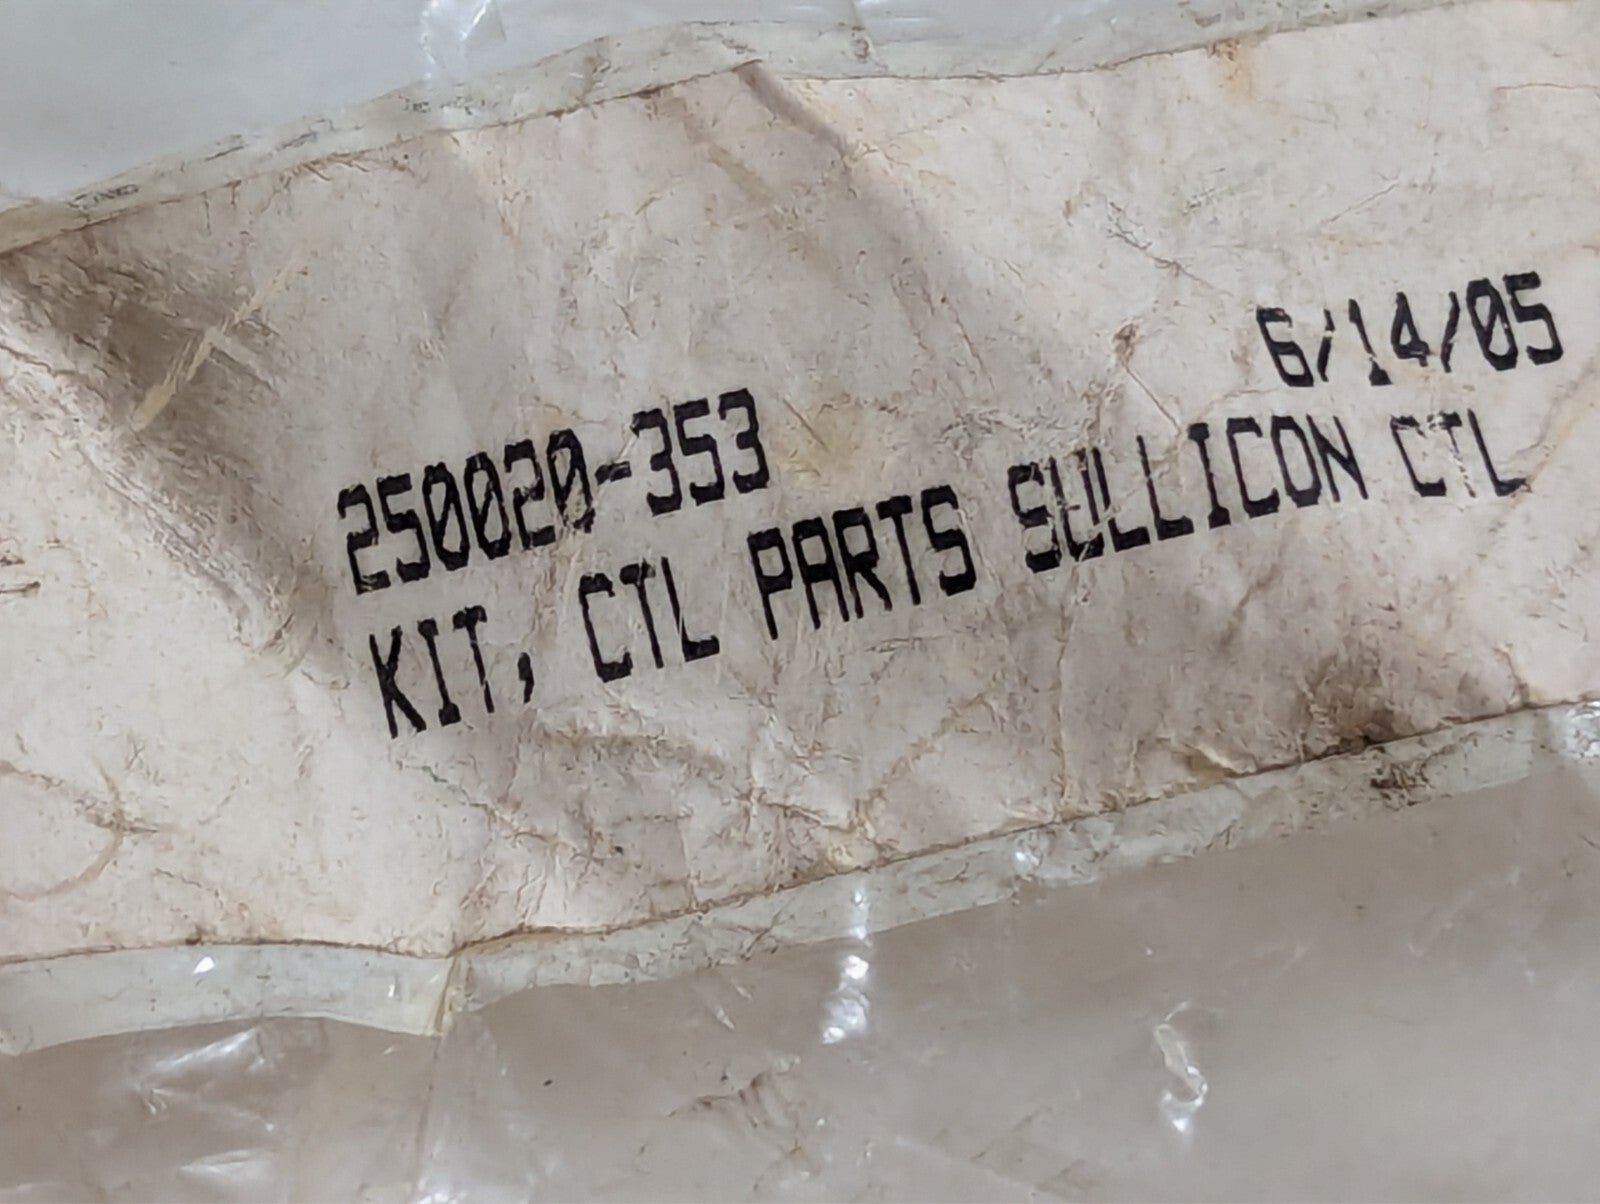 6/14/05
250020-353
KIT, CTL PARTS SULLICON CTL